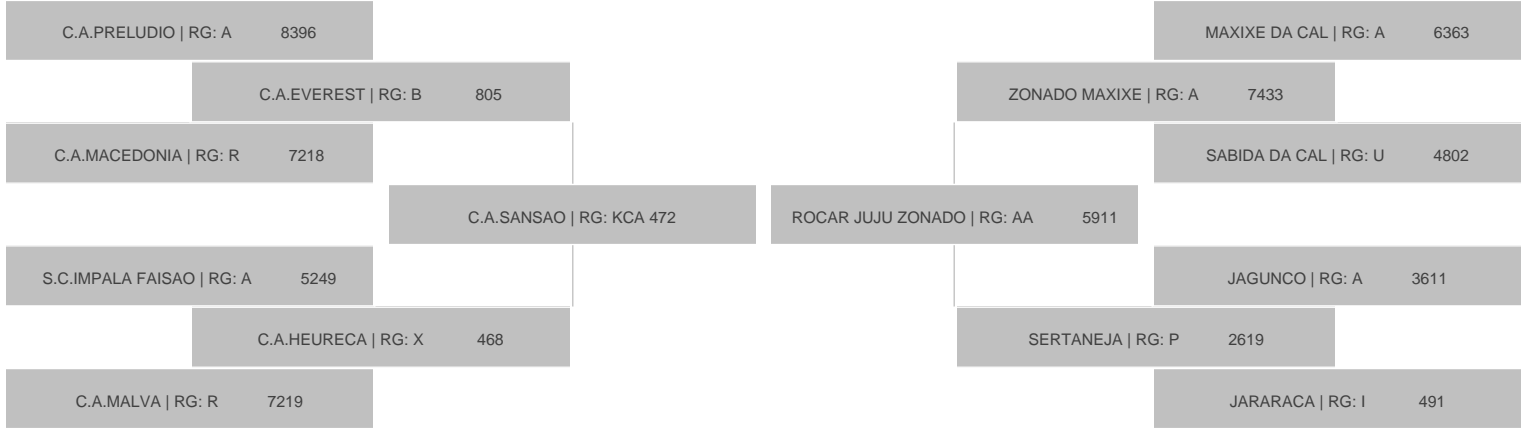 C.A.PRELUDIO | RG: A 8396
MAXIXE DA CAL | RG: A 6363
C.A.EVEREST | RG: B 805
ZONADO MAXIXE | RG: A 7433
C.A.MACEDONIA | RG: R 7218
SABIDA DA CAL | RG: U 4802
C.A.SANSAO | RG: KCA 472
ROCAR JUJU ZONADO | RG: AA 5911
S.C.IMPALA FAISAO | RG: A 5249
JAGUNCO | RG: A 3611
C.A.HEURECA | RG: X 468
SERTANEJA | RG: P 2619
C.A.MALVA | RG: R 7219
JARARACA | RG: I 491